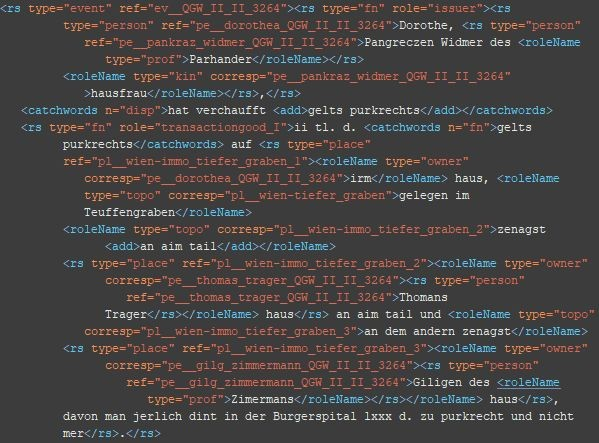 <rs type="event" ref="ev__QGW_II_II_3264"><rs type="fn" role="issuer"><rs
type="person" ref="pe__dorothea_QGW_II_II_3264">Dorothe, <rs type="person"
ref="pe__pankraz_widmer_QGW_II_II_3264">Pangreczen Widmer des <roleName
type="prof">Parhander</roleName></rs>
<roleName type="kin" corresp="pe__pankraz_widmer_QGW_II_II_3264"
>hausfrau</roleName></rs>,</rs>
<catchwords n="disp">hat verchaufft <add>gelts purkrechts</add></catchwords>
<rs type="fn" role="transactiongood_I">ii tl. d. <catchwords n="fn">gelts
purkrechts</catchwords> auf <rs type="place"
ref="pl__wien-immo_tiefer_graben_1"><roleName type="owner"
corresp="pe__dorothea_QGW_II_II_3264">irm</roleName> haus, <roleName
type="topo" corresp="pl__wien-tiefer_graben">gelegen im
Teuffengraben</roleName>
<roleName type="topo" corresp="pl__wien-immo_tiefer_graben_2">zenagst
<add>an aim tail</add></roleName>
<rs type="place" ref="pl__wien-immo_tiefer_graben_2"><roleName type="owner"
corresp="pe__thomas_trager_QGW_II_II_3264"><rs type="person"
ref="pe__thomas_trager_QGW_II_II_3264">Thomans
Trager</rs></roleName> haus</rs> an aim tail und <roleName type="topo"
corresp="pl__wien-immo_tiefer_graben_3">an dem andern zenagst</roleName>
<rs type="place" ref="pl__wien-immo_tiefer_graben_3"><roleName type="owner"
corresp="pe__gilg_zimmermann_QGW_II_II_3264"><rs type="person"
ref="pe__gilg_zimmermann_QGW_II_II_3264">Giligen des <roleName
type="prof">Zimermans</roleName></rs></roleName> haus</rs>,
davon man jerlich dint in der Burgerspital lxxx d. zu purkrecht und nicht
mer</rs>.</rs>